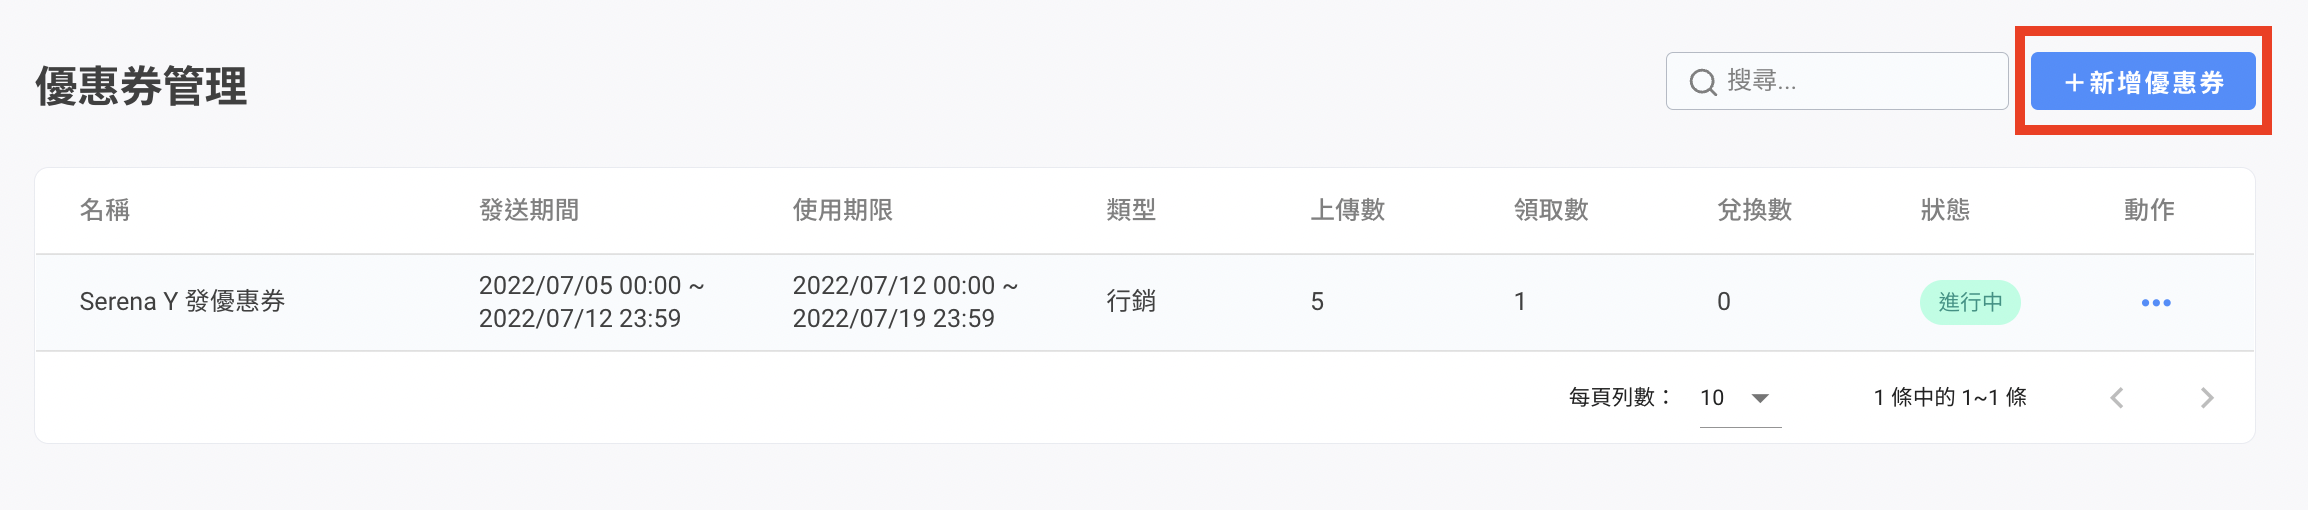 優惠券管理
搜尋...
＋新增優惠券
名稱 發送期間 使用期限 類型 上傳數 領取數 兌換數 狀態 動作
Serena Y 發優惠券 2022/07/05 00:00 ~ 2022/07/12 00:00 ~ 行銷 5 1 0 進行中
2022/07/12 23:59 2022/07/19 23:59
每頁列數： 10 1 條中的 1~1 條